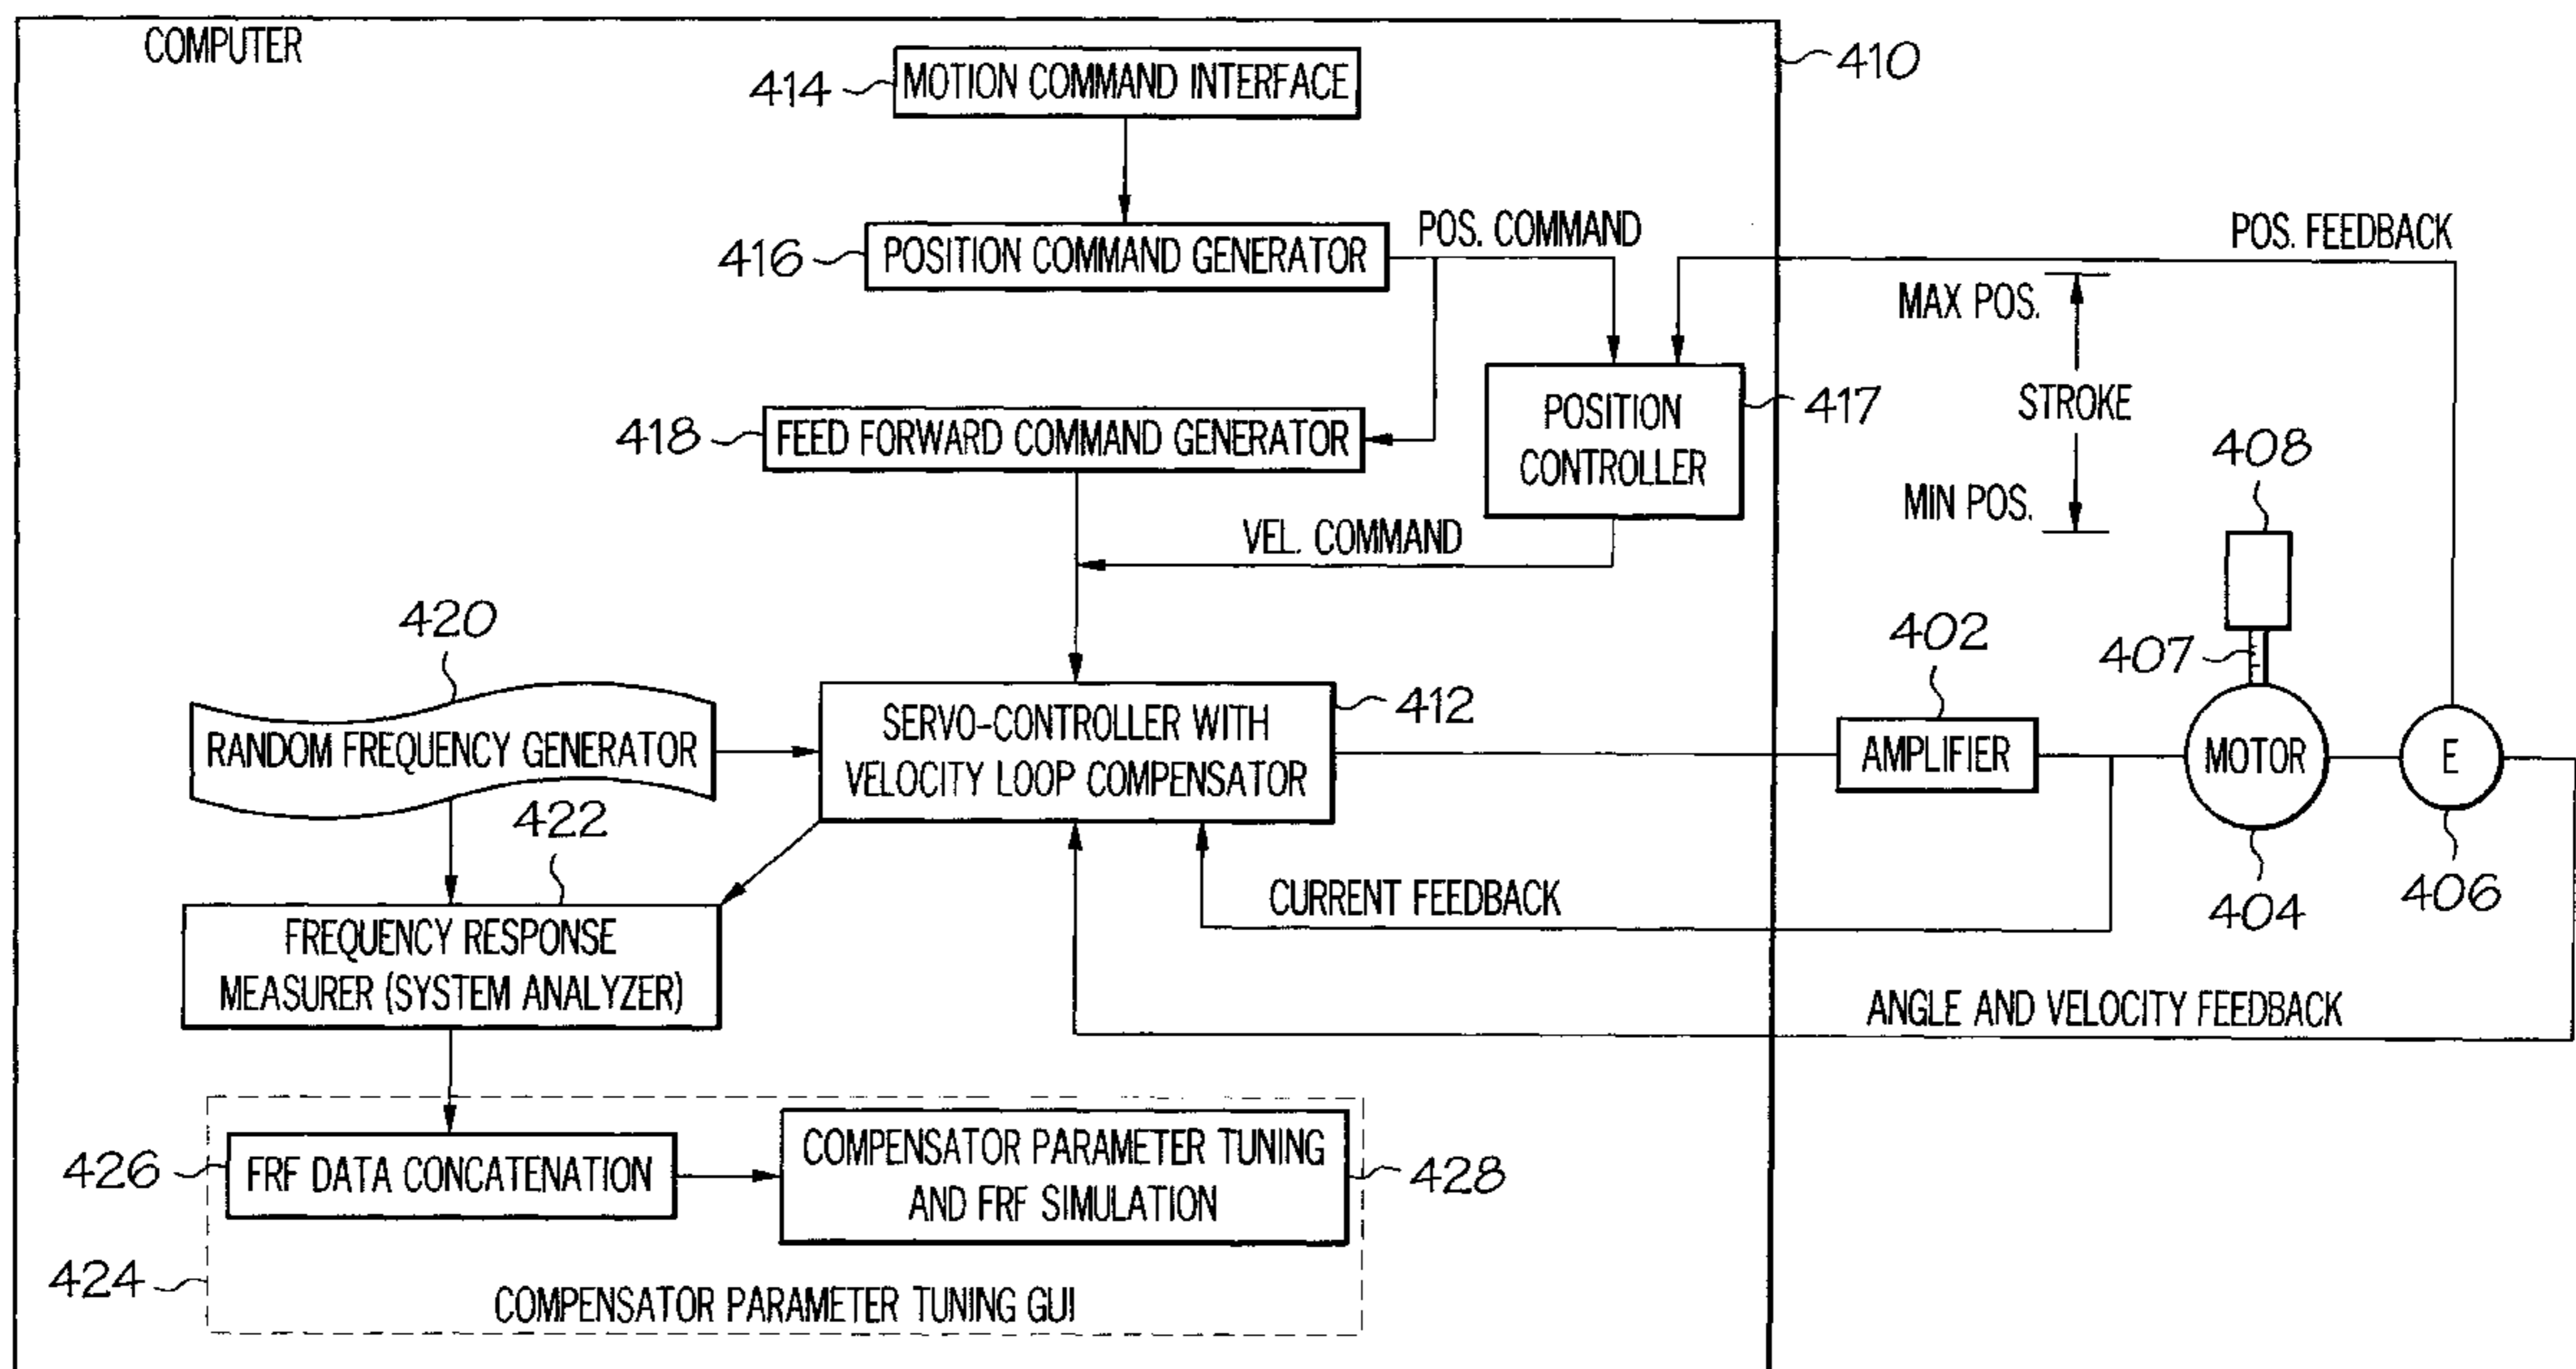 COMPUTER
410
414
MOTION COMMAND INTERFACE
416
POSITION COMMAND GENERATOR
POS. COMMAND
POS. FEEDBACK
MAX POS.
STROKE
MIN POS.
418
FEED FORWARD COMMAND GENERATOR
POSITION
CONTROLLER
417
408
VEL. COMMAND
407
420
RANDOM FREQUENCY GENERATOR
SERVO-CONTROLLER WITH
VELOCITY LOOP COMPENSATOR
412
402
AMPLIFIER
MOTOR
E
404
406
422
FREQUENCY RESPONSE
MEASURER (SYSTEM ANALYZER)
CURRENT FEEDBACK
ANGLE AND VELOCITY FEEDBACK
426
FRF DATA CONCATENATION
COMPENSATOR PARAMETER TUNING
AND FRF SIMULATION
428
424
COMPENSATOR PARAMETER TUNING GUI